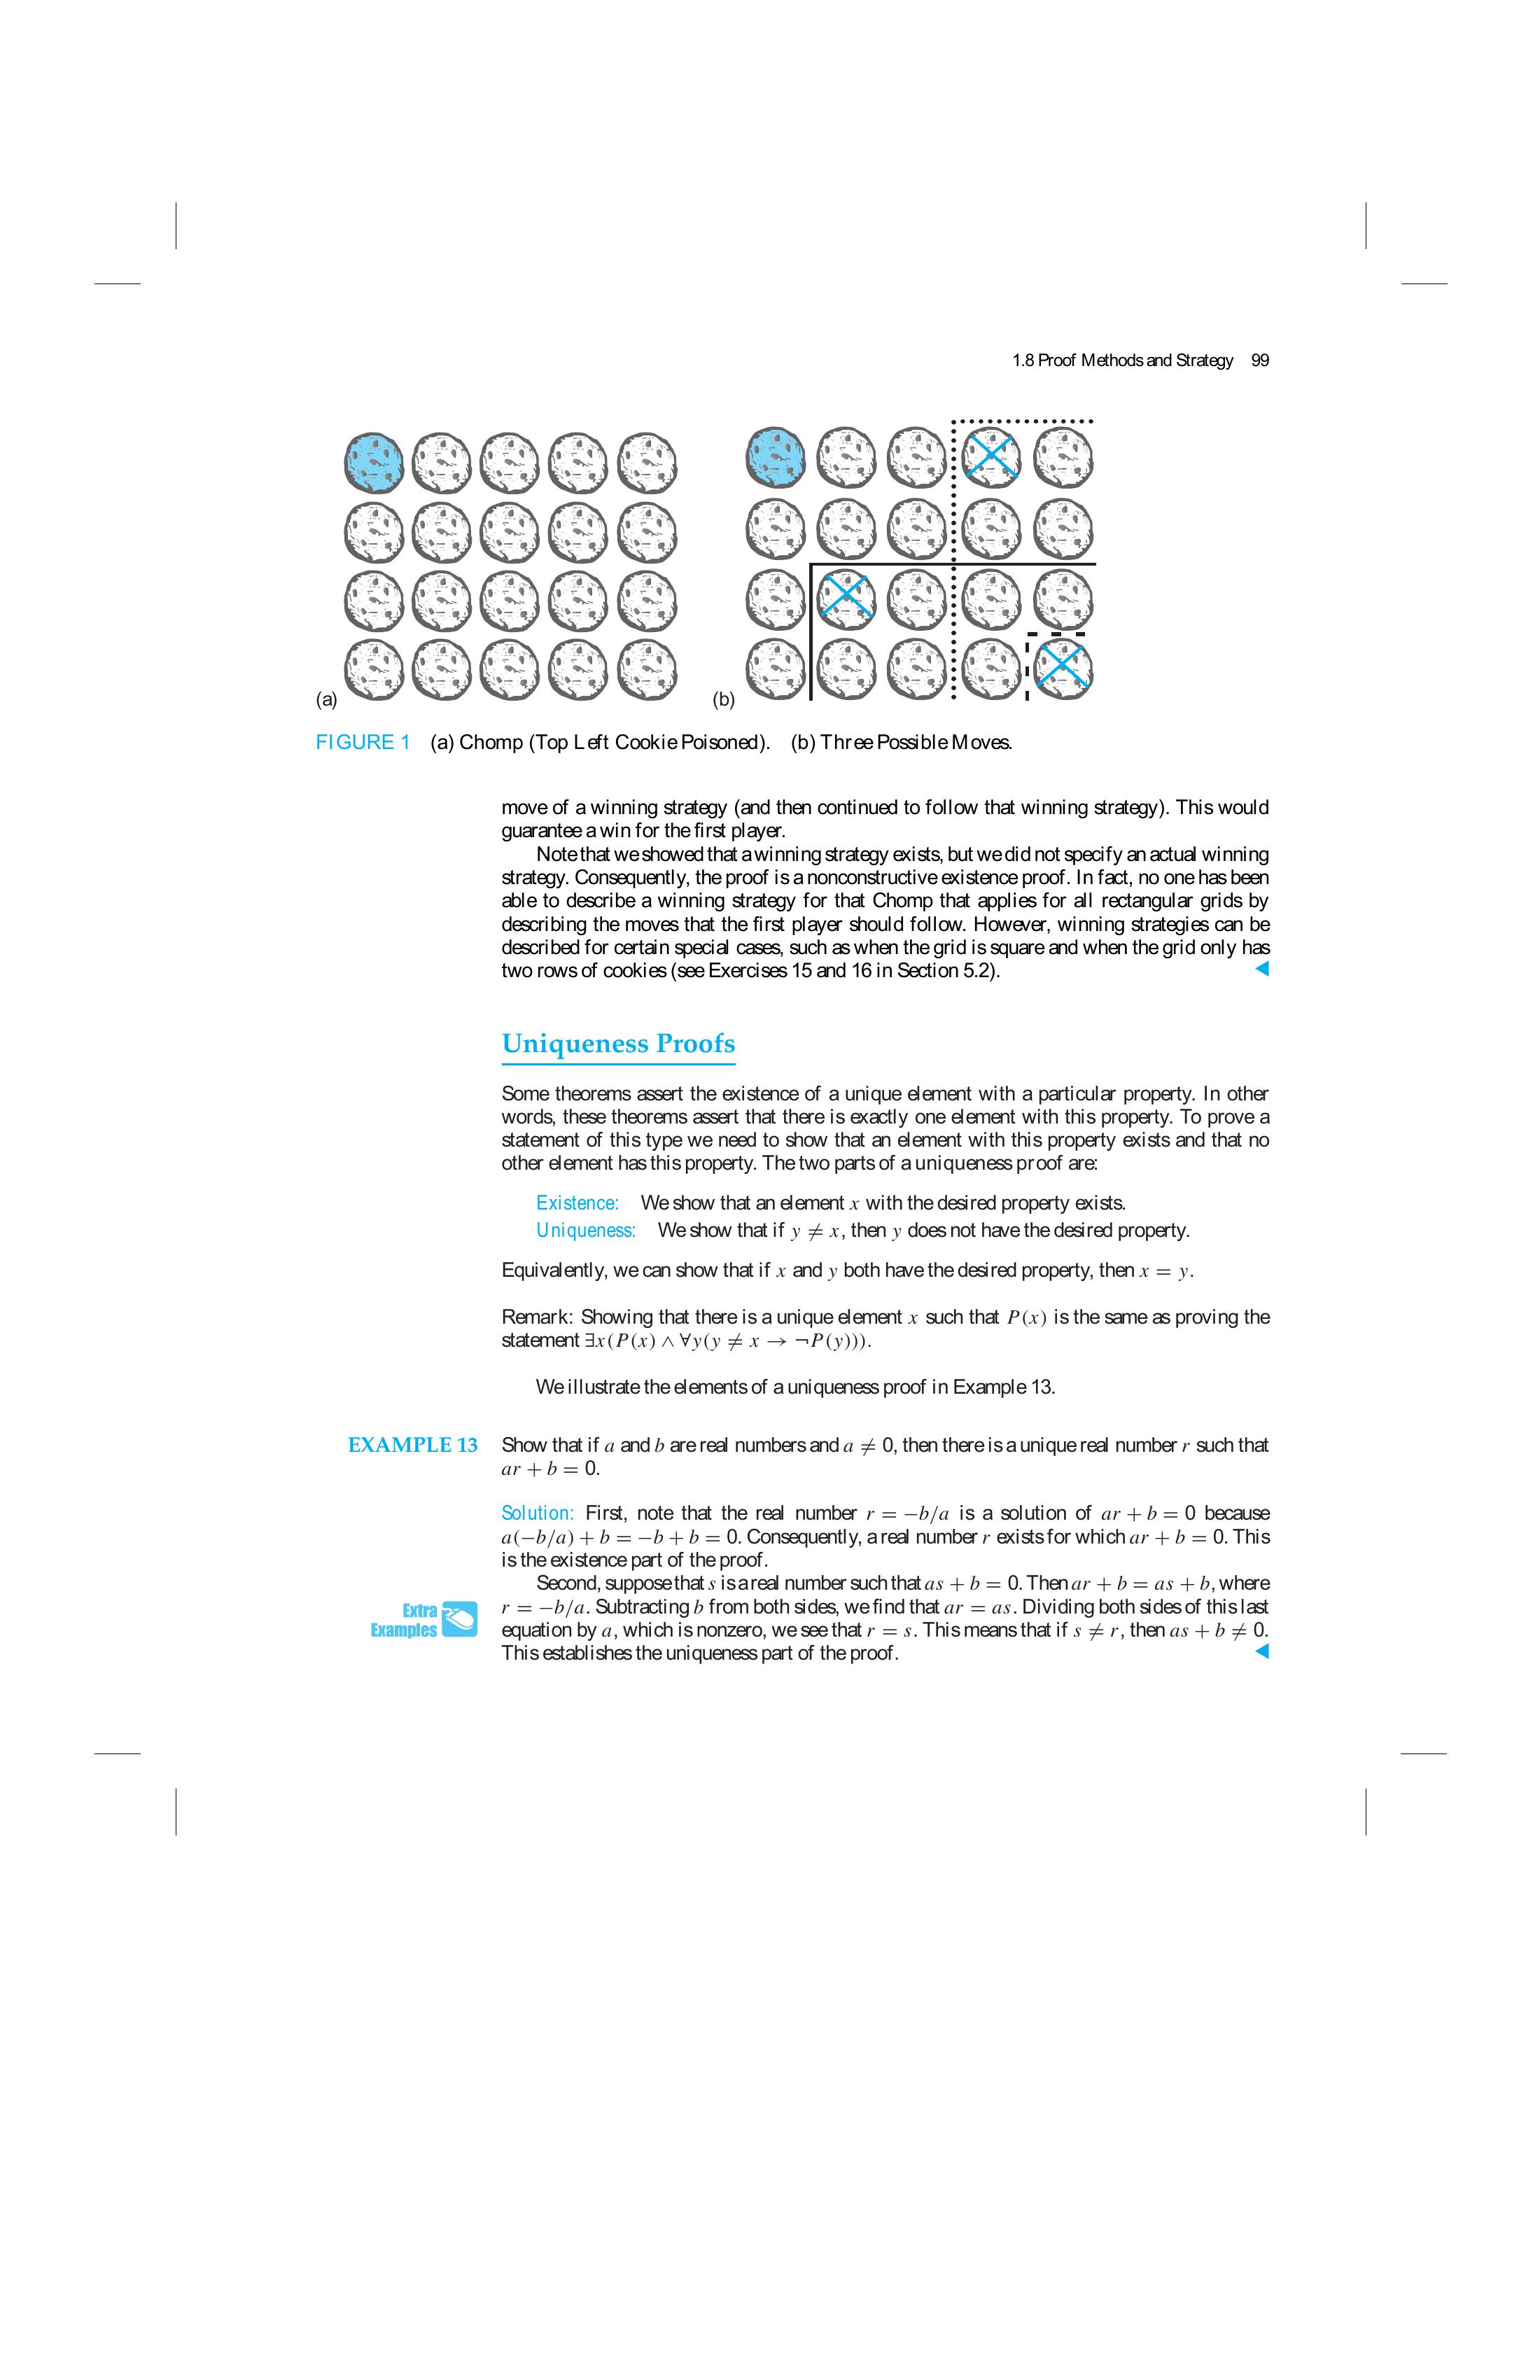 1.8 Proof Methods and Strategy 99
(a)
(b)
FIGURE 1 (a) Chomp (Top Left Cookie Poisoned). (b) Three Possible Moves.
move of a winning strategy (and then continued to follow that winning strategy). This would
guarantee a win for the first player.
Note that we showed that a winning strategy exists, but we did not specify an actual winning
strategy. Consequently, the proof is a nonconstructive existence proof. In fact, no one has been
able to describe a winning strategy for that Chomp that applies for all rectangular grids by
describing the moves that the first player should follow. However, winning strategies can be
described for certain special cases, such as when the grid is square and when the grid only has
two rows of cookies (see Exercises 15 and 16 in Section 5.2).
Uniqueness Proofs
Some theorems assert the existence of a unique element with a particular property. In other
words, these theorems assert that there is exactly one element with this property. To prove a
statement of this type we need to show that an element with this property exists and that no
other element has this property. The two parts of a uniqueness proof are:
Existence: We show that an element x with the desired property exists.
Uniqueness: We show that if y ≠ x, then y does not have the desired property.
Equivalently, we can show that if x and y both have the desired property, then x = y.
Remark: Showing that there is a unique element x such that P(x) is the same as proving the
statement ∃x(P(x) ∧ ∀y(y ≠ x → ¬P(y))).
We illustrate the elements of a uniqueness proof in Example 13.
EXAMPLE 13 Show that if a and b are real numbers and a ≠ 0, then there is a unique real number r such that
ar + b = 0.
Solution: First, note that the real number r = −b/a is a solution of ar + b = 0 because
a(−b/a) + b = −b + b = 0. Consequently, a real number r exists for which ar + b = 0. This
is the existence part of the proof.
Second, suppose that s is a real number such that as + b = 0. Then ar + b = as + b, where
r = −b/a. Subtracting b from both sides, we find that ar = as. Dividing both sides of this last
equation by a, which is nonzero, we see that r = s. This means that if s ≠ r, then as + b ≠ 0.
This establishes the uniqueness part of the proof.
Extra
Examples